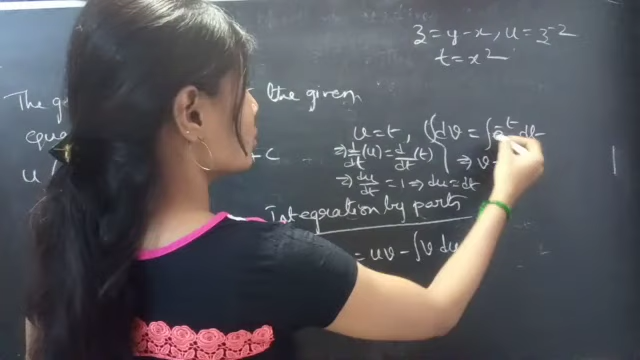 z = y-x, u = z^-2
t = x^2
The the given
u = t, ∫dv = ∫e^-t dt
⇒ d/dt(u) = d/dt(t) ⇒ v
⇒ du/dt = 1 ⇒ du = dt
+C
u /
Integration by parts
= uv - ∫v du